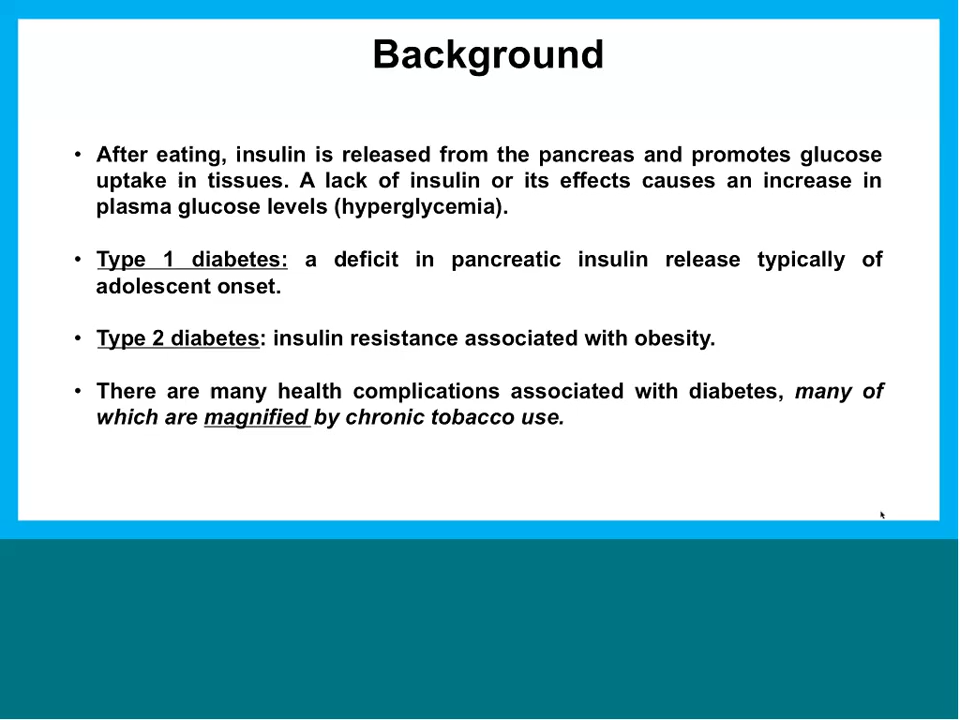 Background
• After eating, insulin is released from the pancreas and promotes glucose
uptake in tissues. A lack of insulin or its effects causes an increase in
plasma glucose levels (hyperglycemia).
• Type 1 diabetes: a deficit in pancreatic insulin release typically of
adolescent onset.
• Type 2 diabetes: insulin resistance associated with obesity.
• There are many health complications associated with diabetes, many of
which are magnified by chronic tobacco use.